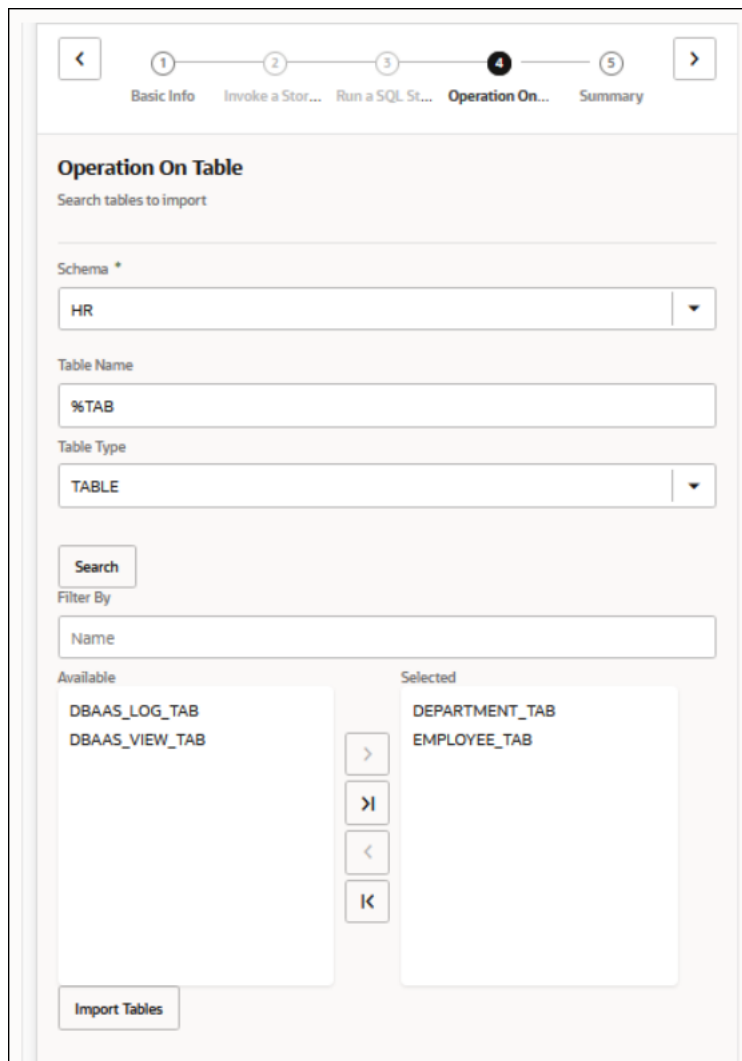 1 2 3 4 5
Basic Info Invoke a Stor... Run a SQL St... Operation On... Summary
Operation On Table
Search tables to import
Schema *
HR
Table Name
%TAB
Table Type
TABLE
Search
Filter By
Name
Available Selected
DBAAS_LOG_TAB DEPARTMENT_TAB
DBAAS_VIEW_TAB EMPLOYEE_TAB
Import Tables